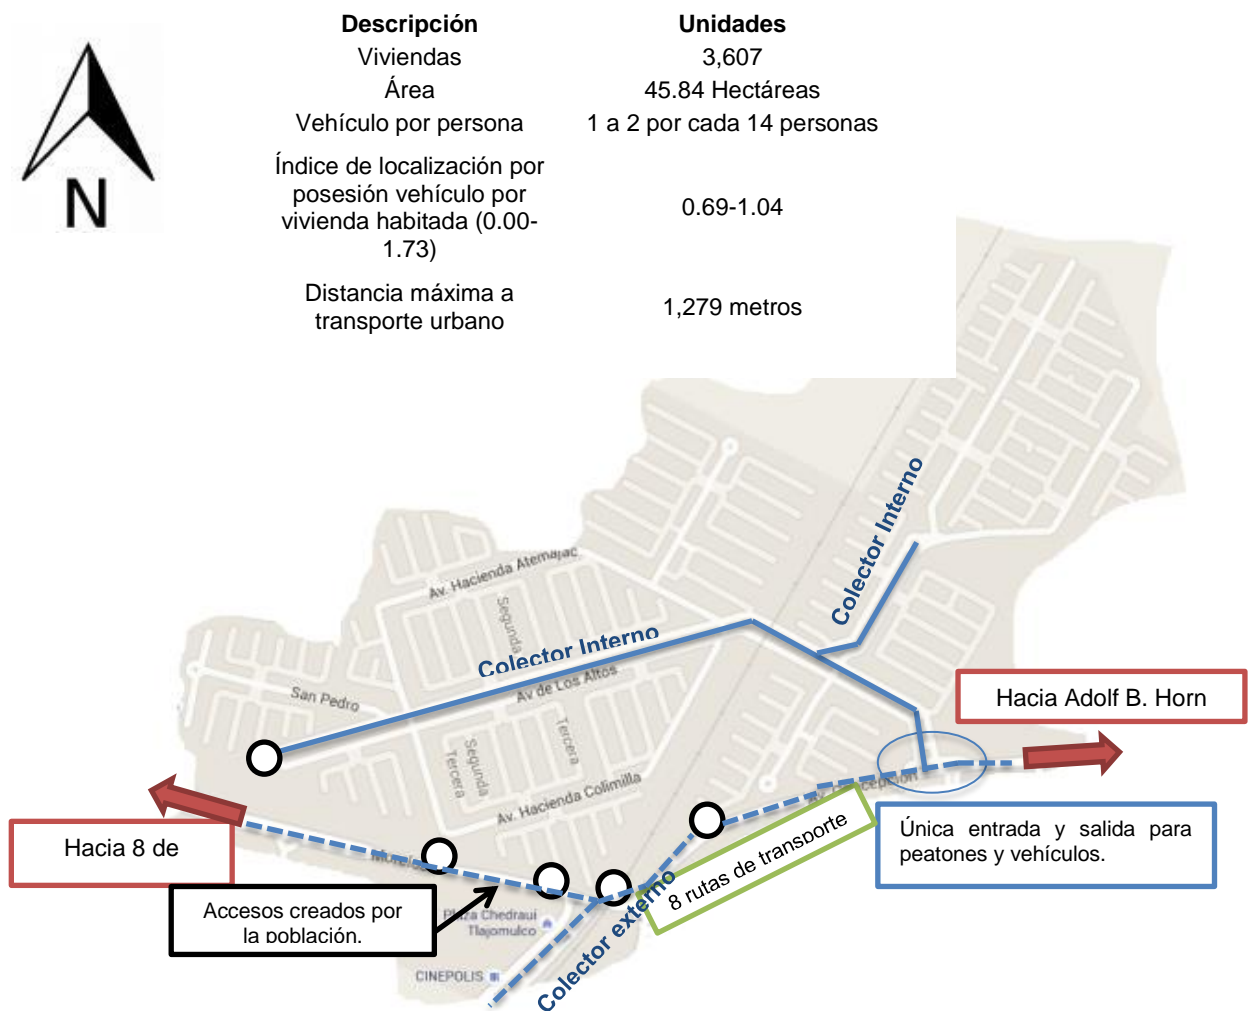 Descripción Unidades
Viviendas 3,607
Área 45.84 Hectáreas
Vehículo por persona 1 a 2 por cada 14 personas
Índice de localización por
posesión vehículo por
vivienda habitada (0.00-
1.73)
0.69-1.04
Distancia máxima a
transporte urbano
1,279 metros
N
Colector Interno
Av. Hacienda Atemajac
Segunda
Colector Interno
Av de Los Altos
San Pedro
Tercera
Segunda
Tercera
Av. Hacienda Colimilla
Hacia Adolf B. Horn
Hacia 8 de
Única entrada y salida para
peatones y vehículos.
8 rutas de transporte
Accesos creados por
la población.
Plaza Chedraui
Tlajomulco
CINEPOLIS
Colector externo